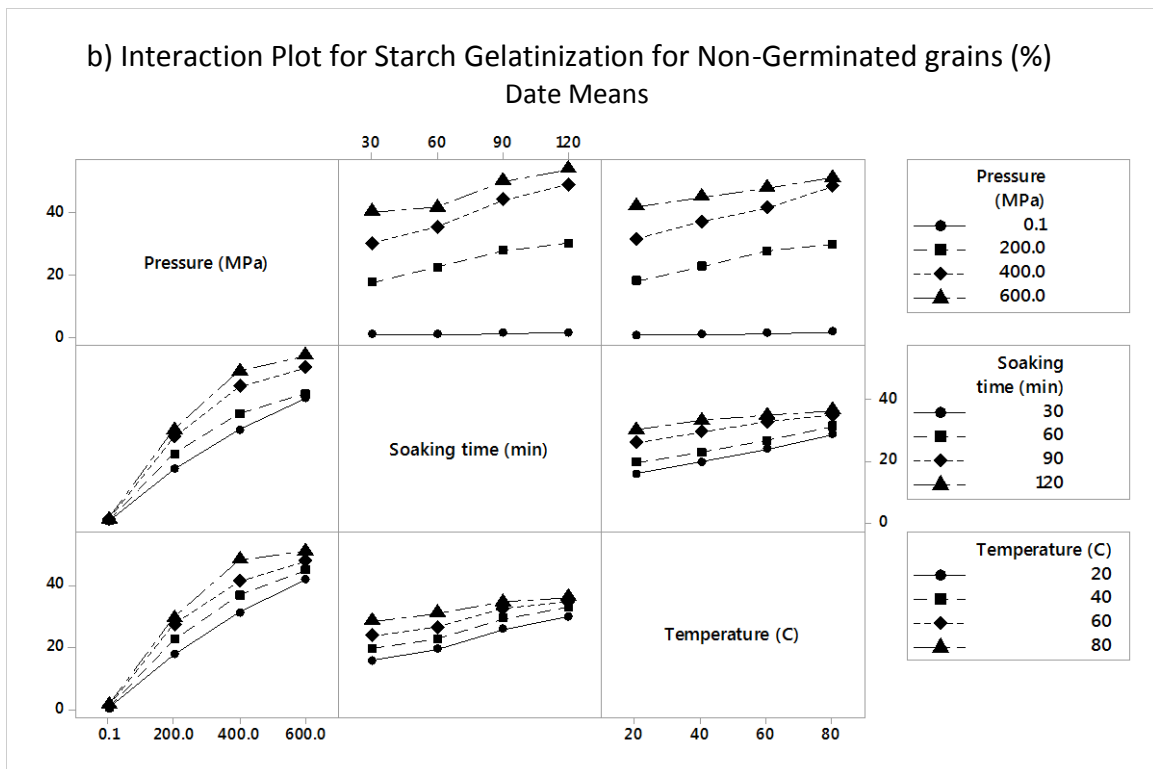 b) Interaction Plot for Starch Gelatinization for Non-Germinated grains (%)
Date Means
30 60 90 120
40
20
0
Pressure (MPa)
Pressure
(MPa)
0.1
200.0
400.0
600.0
Soaking time (min)
40
20
0
Soaking
time (min)
30
60
90
120
40
20
0
Temperature (C)
Temperature (C)
20
40
60
80
0.1 200.0 400.0 600.0
20 40 60 80